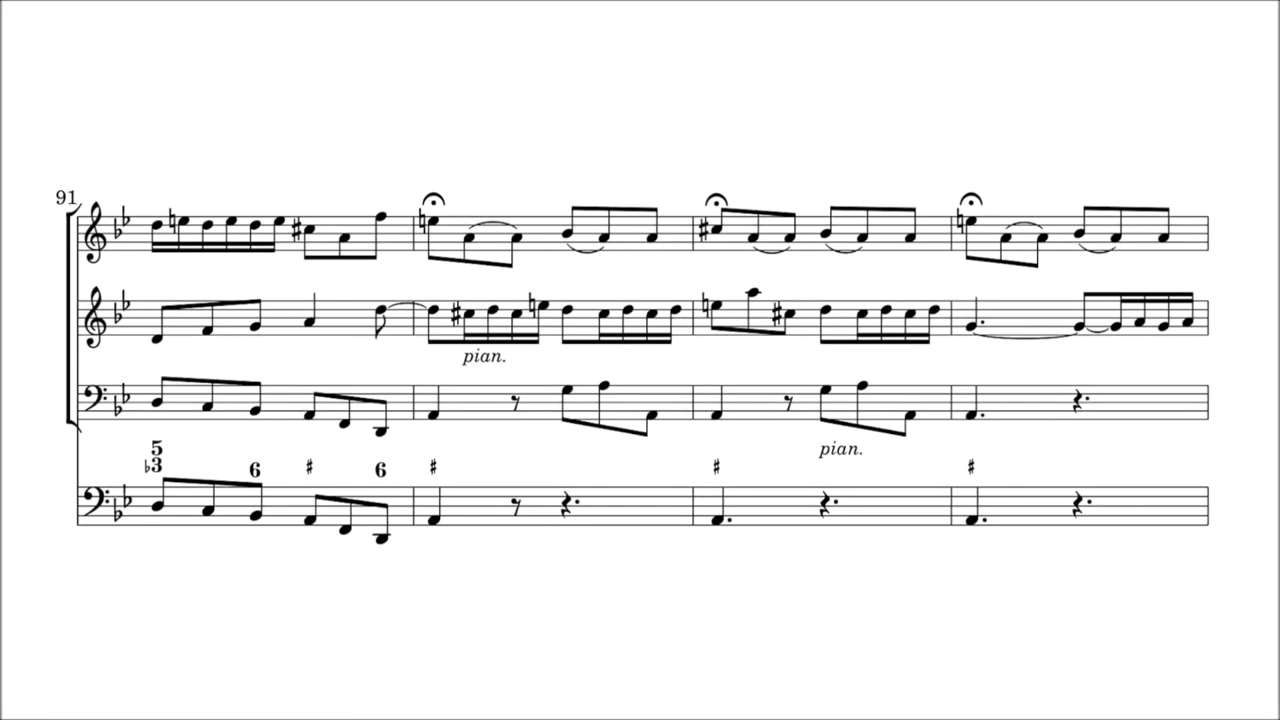 91
pian.
pian.
5
♭3 6 ♯ 6 ♯ ♯ ♯